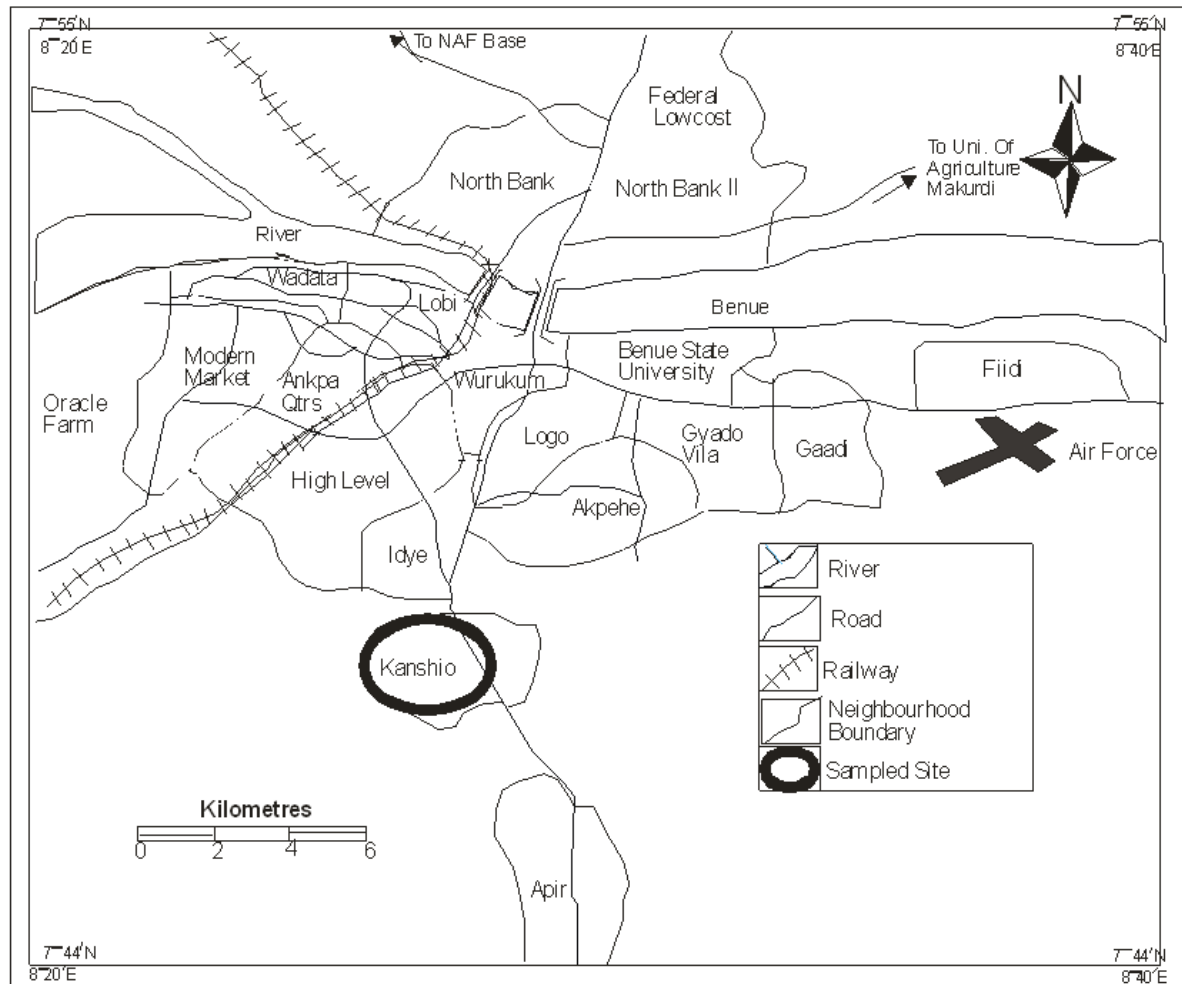 7‾55'N
8‾20 E
7‾55'N
8‾40 E
To NAF Base
Federal
Lowcost
N
To Uni. Of
Agriculture
Makurdi
North Bank
North Bank II
River
Wadata
Lobi
Benue
Modern
Market
Ankpa
Qtrs
Wurukum
Benue State
University
Fiidi
Oracle
Farm
Logo
Gyado
Vila
Gaadi
Air Force
High Level
Akpehe
Idye
Kanshio
River
Road
Railway
Neighbourhood
Boundary
Sampled Site
Kilometres
0 2 4 6
Apir
7‾44'N
8‾20'E
7‾44'N
8‾40'E